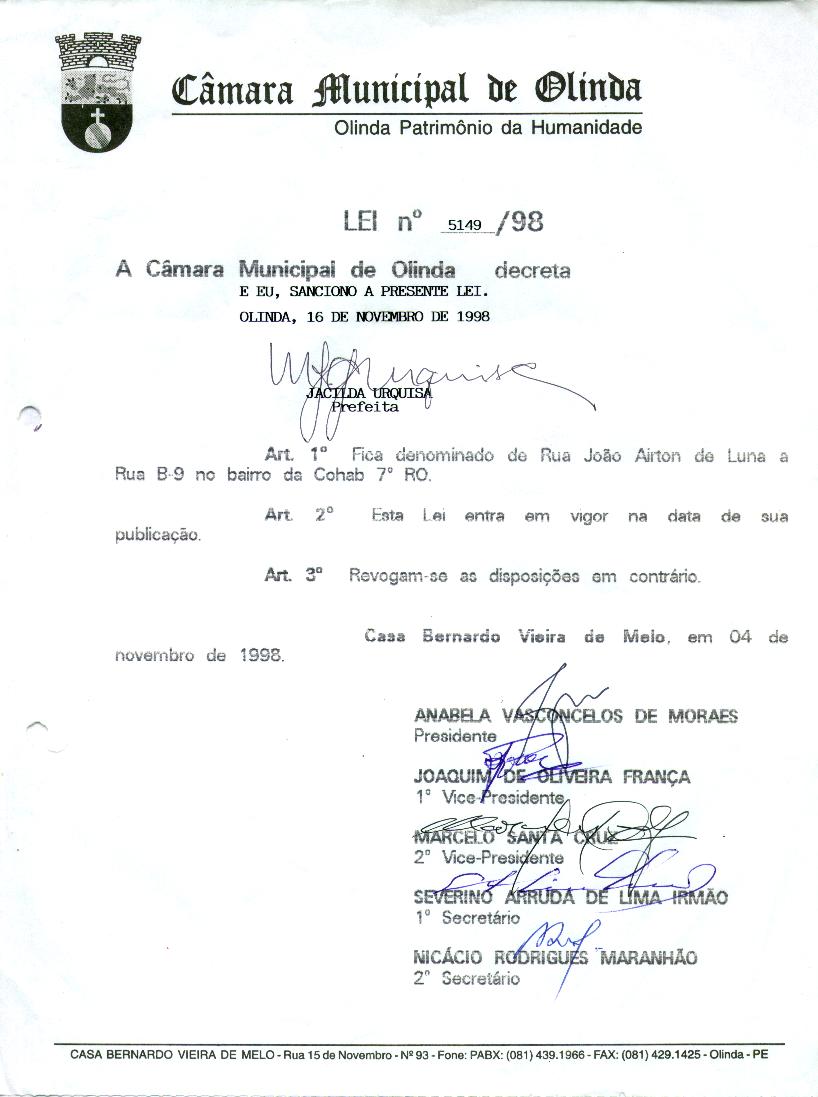 Câmara Municipal de Olinda
Olinda Patrimônio da Humanidade
LEI nº 5149/98
A Câmara Municipal de Olinda decreta
E EU, SANCIONO A PRESENTE LEI.
OLINDA, 16 DE NOVEMBRO DE 1998
JACILDA URQUISA
Prefeita
Art. 1º Fica denominado de Rua João Airton de Luna a
Rua B-9 no bairro da Cohab 7º RO.
Art. 2º Esta Lei entra em vigor na data de sua
publicação.
Art. 3º Revogam-se as disposições em contrário.
Casa Bernardo Vieira de Melo, em 04 de
novembro de 1998.
ANABELA VASCONCELOS DE MORAES
Presidente
JOAQUIM DE OLIVEIRA FRANÇA
1º Vice-Presidente
MARCELO SANTA CRUZ
2º Vice-Presidente
SEVERINO ARRUDA DE LIMA IRMÃO
1º Secretário
NICÁCIO RODRIGUES MARANHÃO
2º Secretário
CASA BERNARDO VIEIRA DE MELO - Rua 15 de Novembro - Nº 93 - Fone: PABX: (081) 439.1966 - FAX: (081) 429.1425 - Olinda - PE